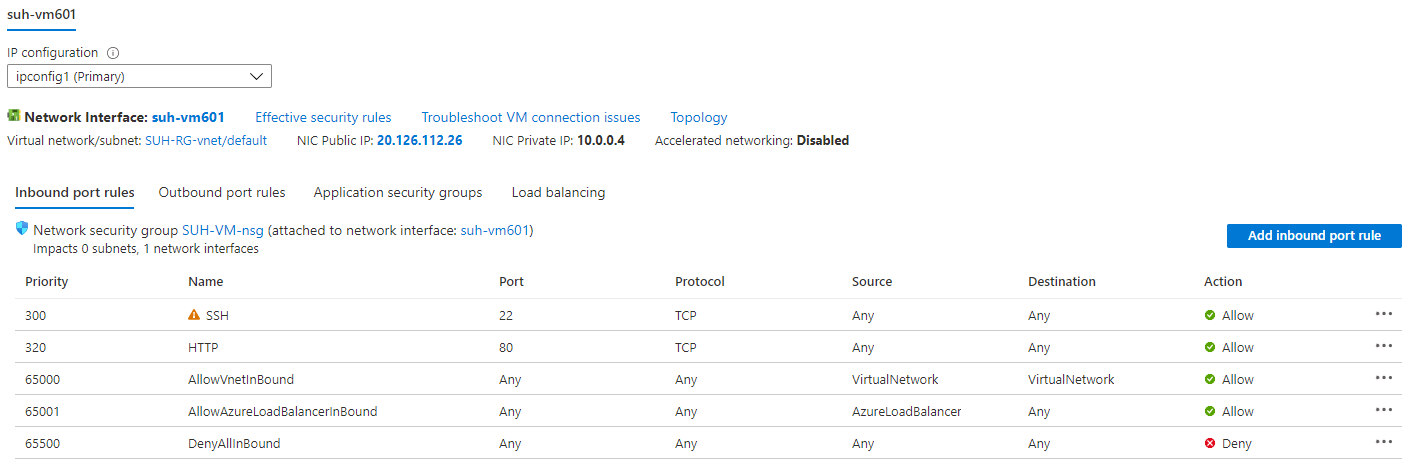 suh-vm601
IP configuration
ipconfig1 (Primary)
Network Interface: suh-vm601 Effective security rules Troubleshoot VM connection issues Topology
Virtual network/subnet: SUH-RG-vnet/default NIC Public IP: 20.126.112.26 NIC Private IP: 10.0.0.4 Accelerated networking: Disabled
Inbound port rules Outbound port rules Application security groups Load balancing
Network security group SUH-VM-nsg (attached to network interface: suh-vm601)
Impacts 0 subnets, 1 network interfaces
Add inbound port rule
Priority Name Port Protocol Source Destination Action
300 SSH 22 TCP Any Any Allow
320 HTTP 80 TCP Any Any Allow
65000 AllowVnetInBound Any Any VirtualNetwork VirtualNetwork Allow
65001 AllowAzureLoadBalancerInBound Any Any AzureLoadBalancer Any Allow
65500 DenyAllInBound Any Any Any Any Deny